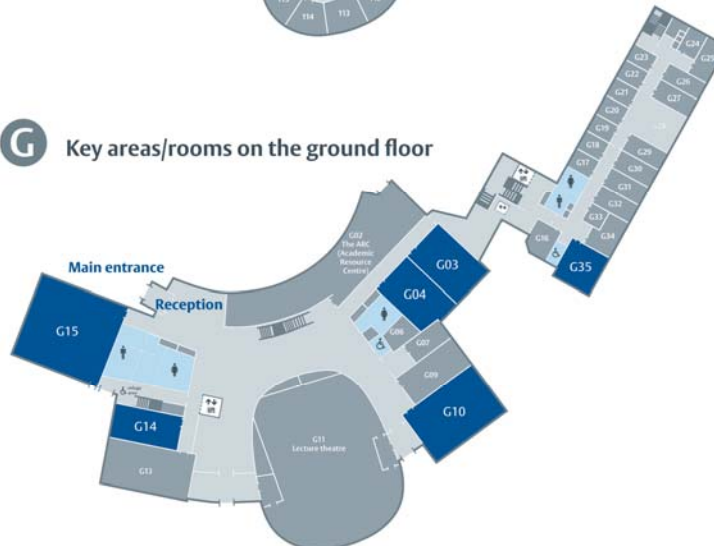 Y14
Y13
G
Key areas/rooms on the ground floor
G24
G25
G23
G22
G26
G21
G27
G20
G19
G18
G29
G17
G30
G31
G32
G33
G34
G16
G35
G02
The ARC
(Academic
Resource
Centre)
G03
G04
Main entrance
Reception
G15
G06
G07
G09
G10
G14
G11
Lecture theatre
G13